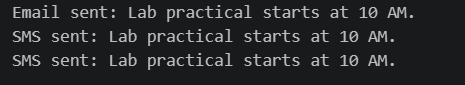 Email sent: Lab practical starts at 10 AM.
SMS sent: Lab practical starts at 10 AM.
SMS sent: Lab practical starts at 10 AM.